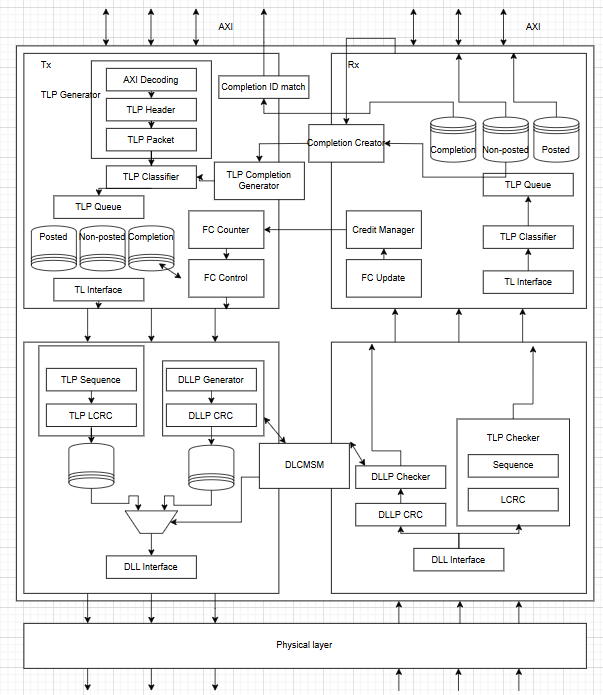 AXI
AXI
Tx
TLP Generator
AXI Decoding
TLP Header
TLP Packet
TLP Classifier
TLP Queue
Posted
Non-posted
Completion
TL Interface
Completion ID match
TLP Completion
Generator
FC Counter
FC Control
Rx
Completion Creator
Completion
Non-posted
Posted
TLP Queue
TLP Classifier
TL Interface
Credit Manager
FC Update
TLP Sequence
TLP LCRC
DLLP Generator
DLLP CRC
DLL Interface
DLCMSM
DLLP Checker
DLLP CRC
TLP Checker
Sequence
LCRC
DLL Interface
Physical layer